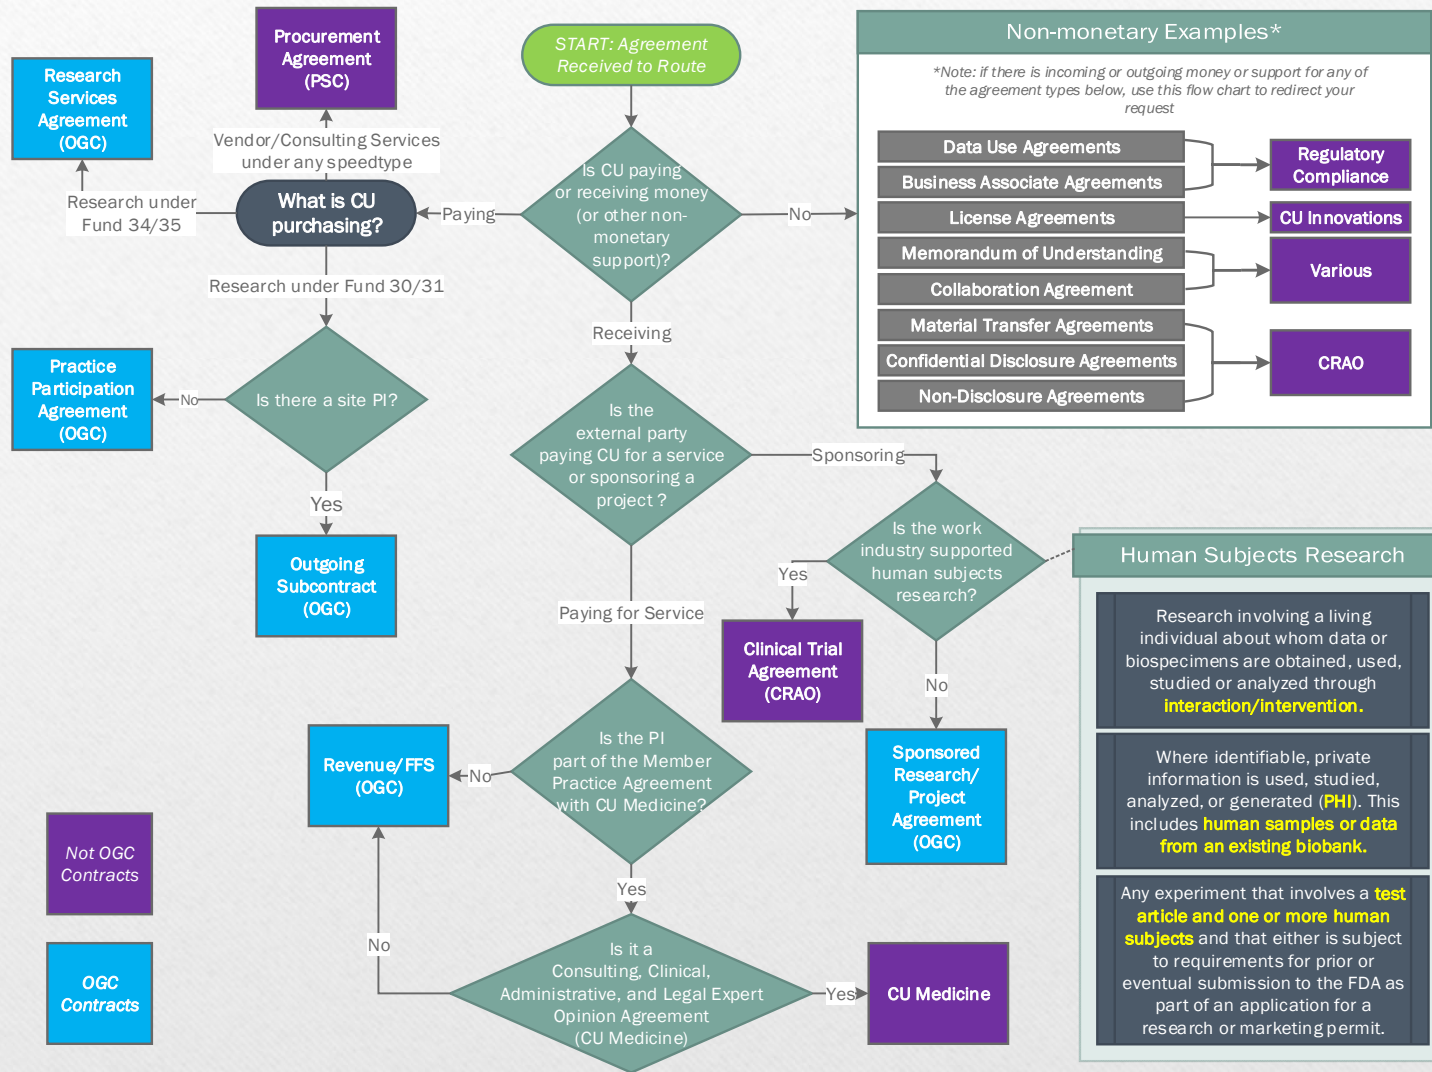 START: Agreement
Received to Route
Procurement
Agreement
(PSC)
Research
Services
Agreement
(OGC)
Vendor/Consulting Services
under any speedtype
Research under
Fund 34/35
What is CU
purchasing?
Paying
Is CU paying
or receiving money
(or other non-
monetary
support)?
No
Research under Fund 30/31
Receiving
Practice
Participation
Agreement
(OGC)
No
Is there a site PI?
Yes
Outgoing
Subcontract
(OGC)
Is the
external party
paying CU for a service
or sponsoring a
project ?
Sponsoring
Is the work
industry supported
human subjects
research?
Yes
Clinical Trial
Agreement
(CRAO)
No
Sponsored
Research/
Project
Agreement
(OGC)
Paying for Service
Is the PI
part of the Member
Practice Agreement
with CU Medicine?
No
Revenue/FFS
(OGC)
Yes
No
Is it a
Consulting, Clinical,
Administrative, and Legal Expert
Opinion Agreement
(CU Medicine)
Yes
CU Medicine
Not OGC
Contracts
OGC
Contracts
Non-monetary Examples*
*Note: if there is incoming or outgoing money or support for any of
the agreement types below, use this flow chart to redirect your
request
Data Use Agreements
Business Associate Agreements
Regulatory
Compliance
License Agreements
CU Innovations
Memorandum of Understanding
Collaboration Agreement
Various
Material Transfer Agreements
Confidential Disclosure Agreements
Non-Disclosure Agreements
CRAO
Human Subjects Research
Research involving a living
individual about whom data or
biospecimens are obtained, used,
studied or analyzed through
interaction/intervention.
Where identifiable, private
information is used, studied,
analyzed, or generated (PHI). This
includes human samples or data
from an existing biobank.
Any experiment that involves a test
article and one or more human
subjects and that either is subject
to requirements for prior or
eventual submission to the FDA as
part of an application for a
research or marketing permit.